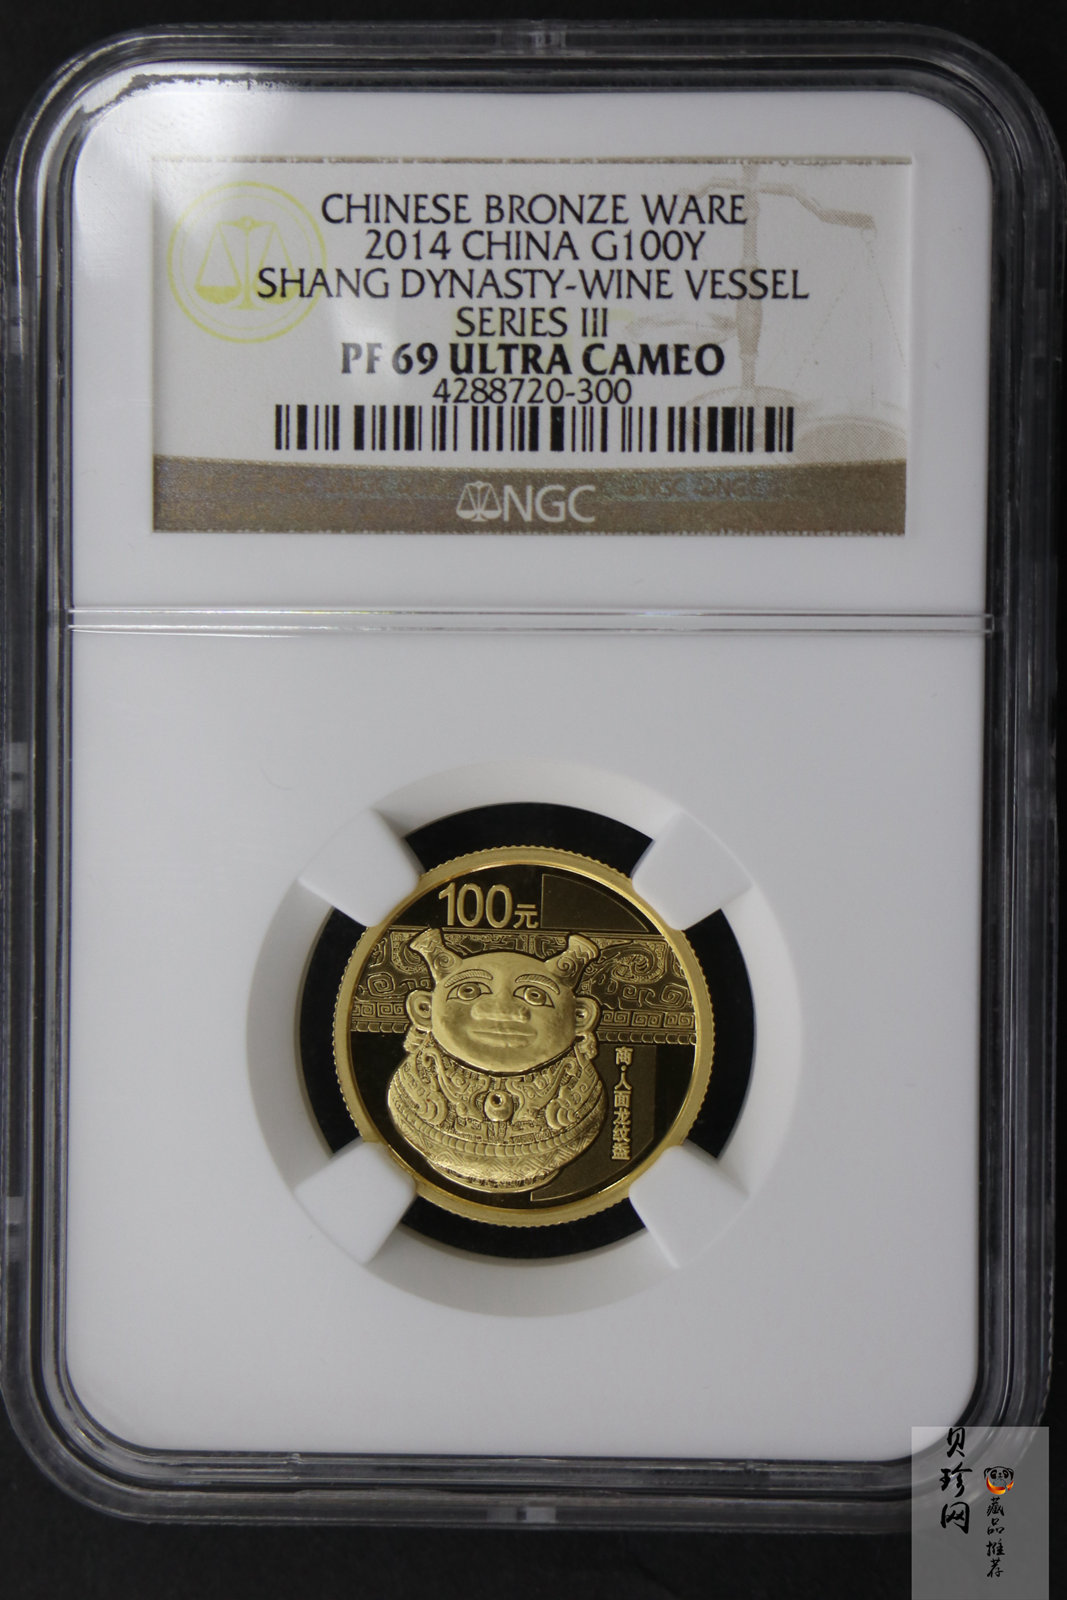 CHINESE BRONZE WARE
2014 CHINA G100Y
SHANG DYNASTY-WINE VESSEL
SERIES III
PF 69 ULTRA CAMEO
4288720-300
NGC
100元
商·人面龙纹盉
贝珍网
藏品推荐